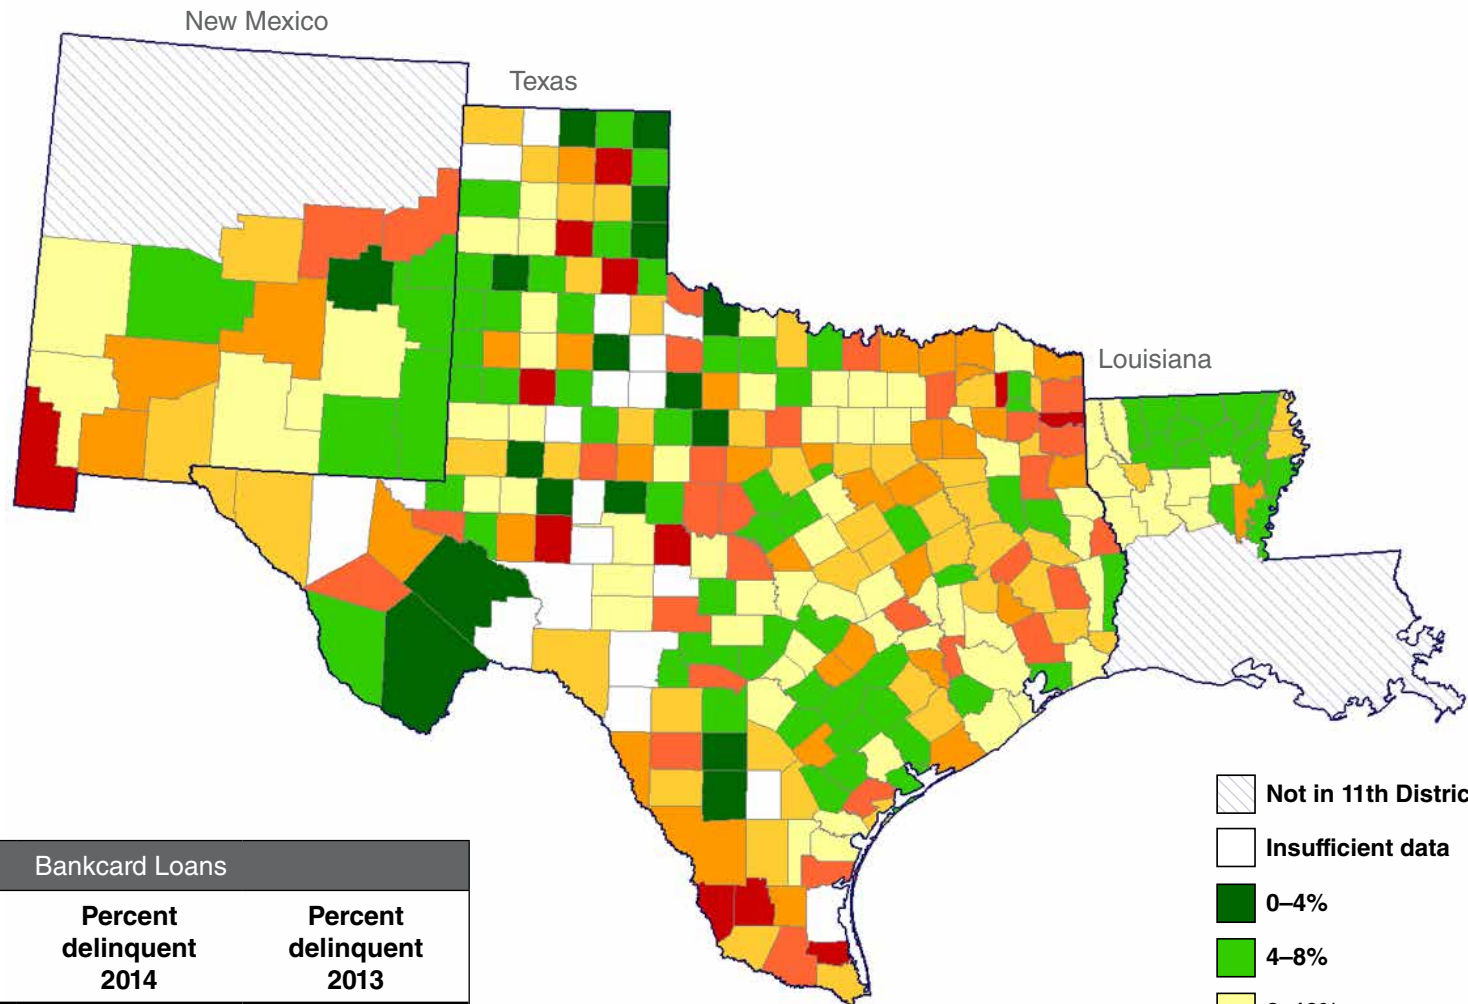 New Mexico
Texas
Louisiana
Not in 11th Distric
Insufficient data
0–4%
4–8%
Bankcard Loans
Percent
delinquent
2014
Percent
delinquent
2013